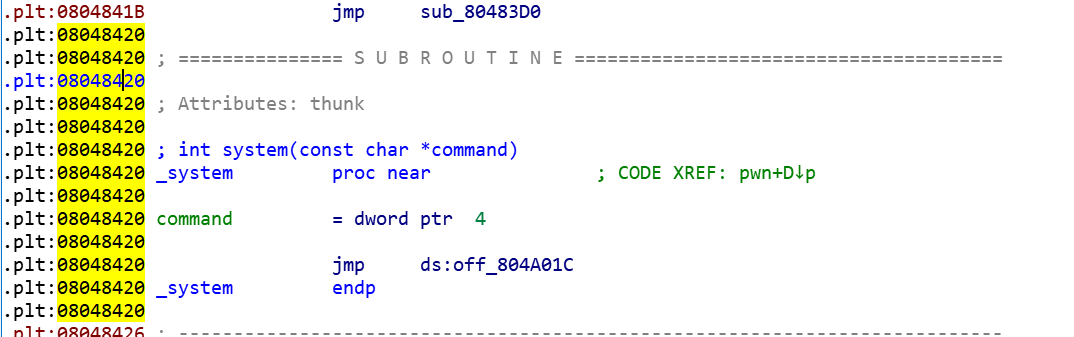 .plt:0804841B jmp sub_80483D0
.plt:08048420
.plt:08048420 ; =============== S U B R O U T I N E =======================================
.plt:08048420
.plt:08048420 ; Attributes: thunk
.plt:08048420
.plt:08048420 ; int system(const char *command)
.plt:08048420 _system proc near ; CODE XREF: pwn+D↓p
.plt:08048420
.plt:08048420 command = dword ptr 4
.plt:08048420
.plt:08048420 jmp ds:off_804A01C
.plt:08048420 _system endp
.plt:08048420
.plt:08048426 ; ---------------------------------------------------------------------------